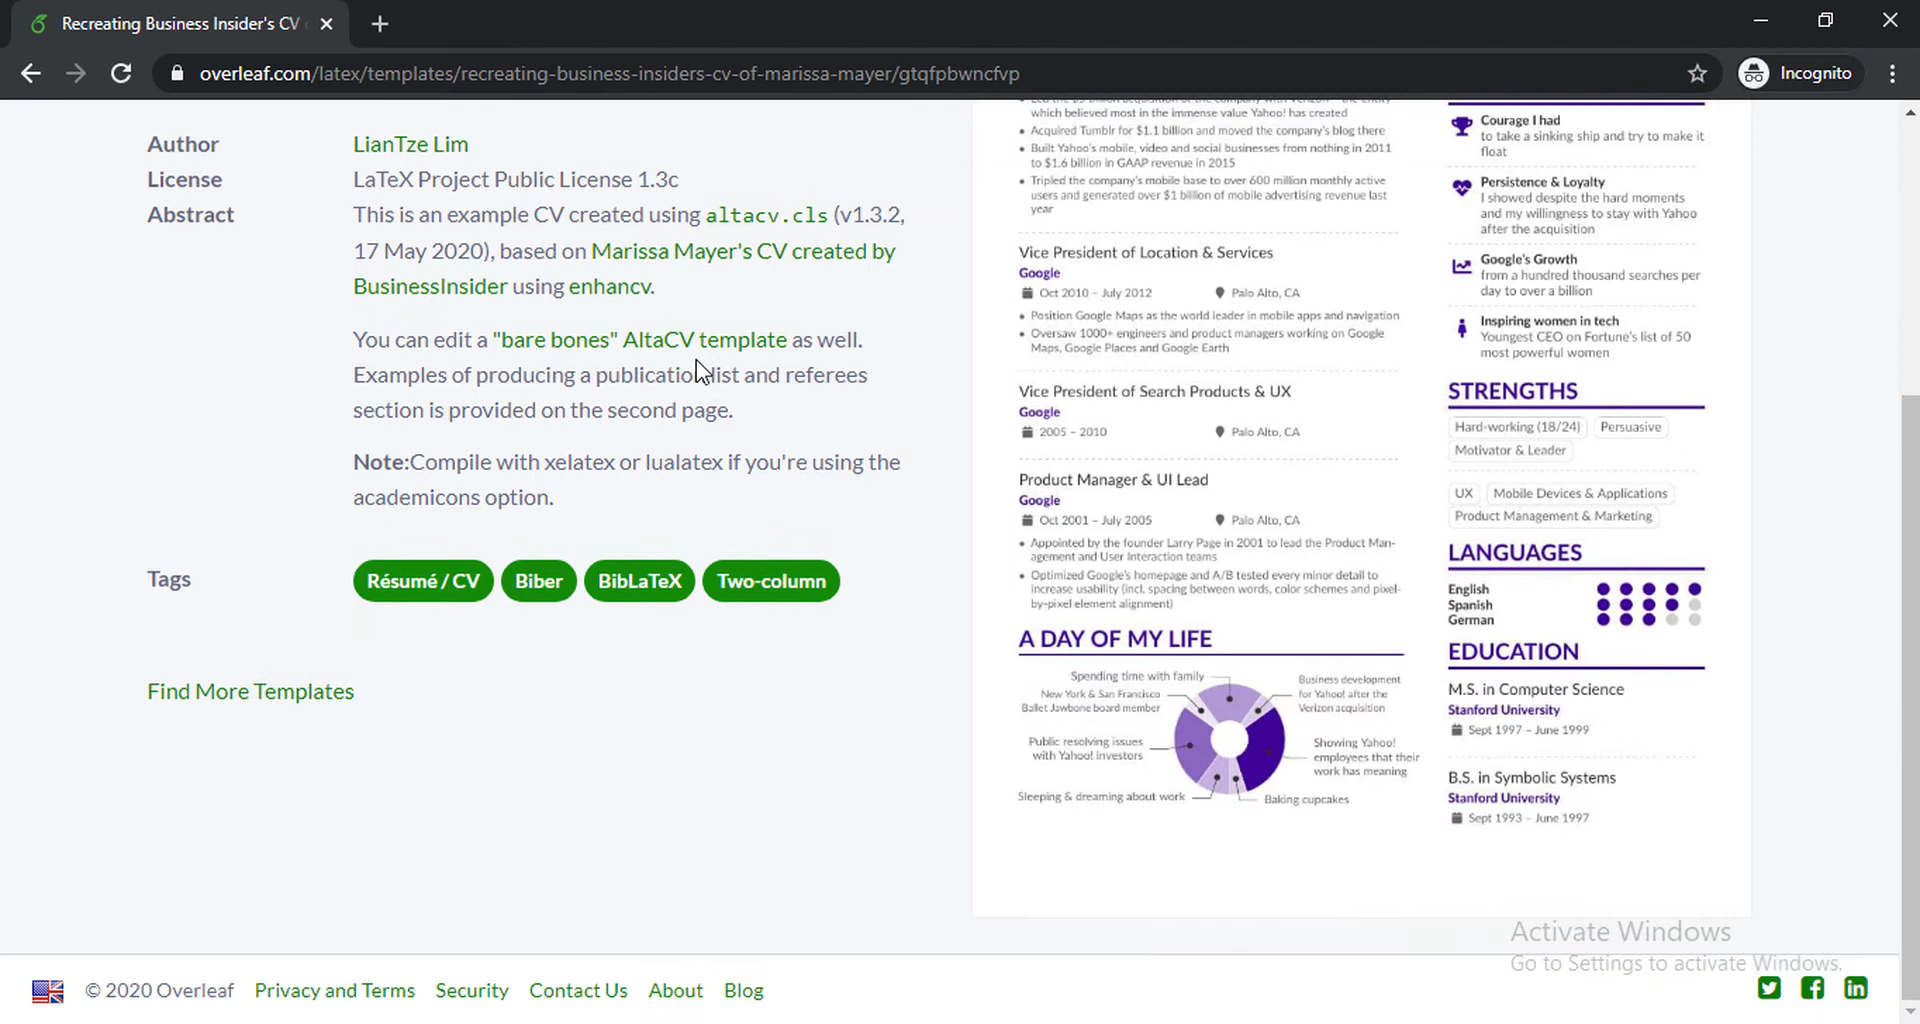 Recreating Business Insider's CV
overleaf.com/latex/templates/recreating-business-insiders-cv-of-marissa-mayer/gtqfpbwncfvp
Incognito
Author
LianTze Lim
License
LaTeX Project Public License 1.3c
Abstract
This is an example CV created using altacv.cls (v1.3.2,
17 May 2020), based on Marissa Mayer's CV created by
BusinessInsider using enhancv.
You can edit a "bare bones" AltaCV template as well.
Examples of producing a publication list and referees
section is provided on the second page.
Note:Compile with xelatex or lualatex if you're using the
academicons option.
Tags
Résumé / CV
Biber
BibLaTeX
Two-column
Find More Templates
• Led the $5 billion acquisition of the company with Verizon – the entity
which believed most in the immense value Yahoo! has created
• Acquired Tumblr for $1.1 billion and moved the company's blog there
• Built Yahoo's mobile, video and social businesses from nothing in 2011
to $1.6 billion in GAAP revenue in 2015
• Tripled the company's mobile base to over 600 million monthly active
users and generated over $1 billion of mobile advertising revenue last
year
Vice President of Location & Services
Google
Oct 2010 – July 2012
Palo Alto, CA
• Position Google Maps as the world leader in mobile apps and navigation
• Oversaw 1000+ engineers and product managers working on Google
Maps, Google Places and Google Earth
Vice President of Search Products & UX
Google
2005 – 2010
Palo Alto, CA
Product Manager & UI Lead
Google
Oct 2001 – July 2005
Palo Alto, CA
• Appointed by the founder Larry Page in 2001 to lead the Product Man-
agement and User Interaction teams
• Optimized Google's homepage and A/B tested every minor detail to
increase usability (incl. spacing between words, color schemes and pixel-
by-pixel element alignment)
A DAY OF MY LIFE
Spending time with family
New York & San Francisco
Ballet Jawbone board member
Public resolving issues
with Yahoo! investors
Sleeping & dreaming about work
Business development
for Yahoo! after the
Verizon acquisition
Showing Yahoo!
employees that their
work has meaning
Baking cupcakes
Courage I had
to take a sinking ship and try to make it
float
Persistence & Loyalty
I showed despite the hard moments
and my willingness to stay with Yahoo
after the acquisition
Google's Growth
from a hundred thousand searches per
day to over a billion
Inspiring women in tech
Youngest CEO on Fortune's list of 50
most powerful women
STRENGTHS
Hard-working (18/24)
Persuasive
Motivator & Leader
UX
Mobile Devices & Applications
Product Management & Marketing
LANGUAGES
English
Spanish
German
EDUCATION
M.S. in Computer Science
Stanford University
Sept 1997 – June 1999
B.S. in Symbolic Systems
Stanford University
Sept 1993 – June 1997
Activate Windows
Go to Settings to activate Windows.
© 2020 Overleaf
Privacy and Terms
Security
Contact Us
About
Blog